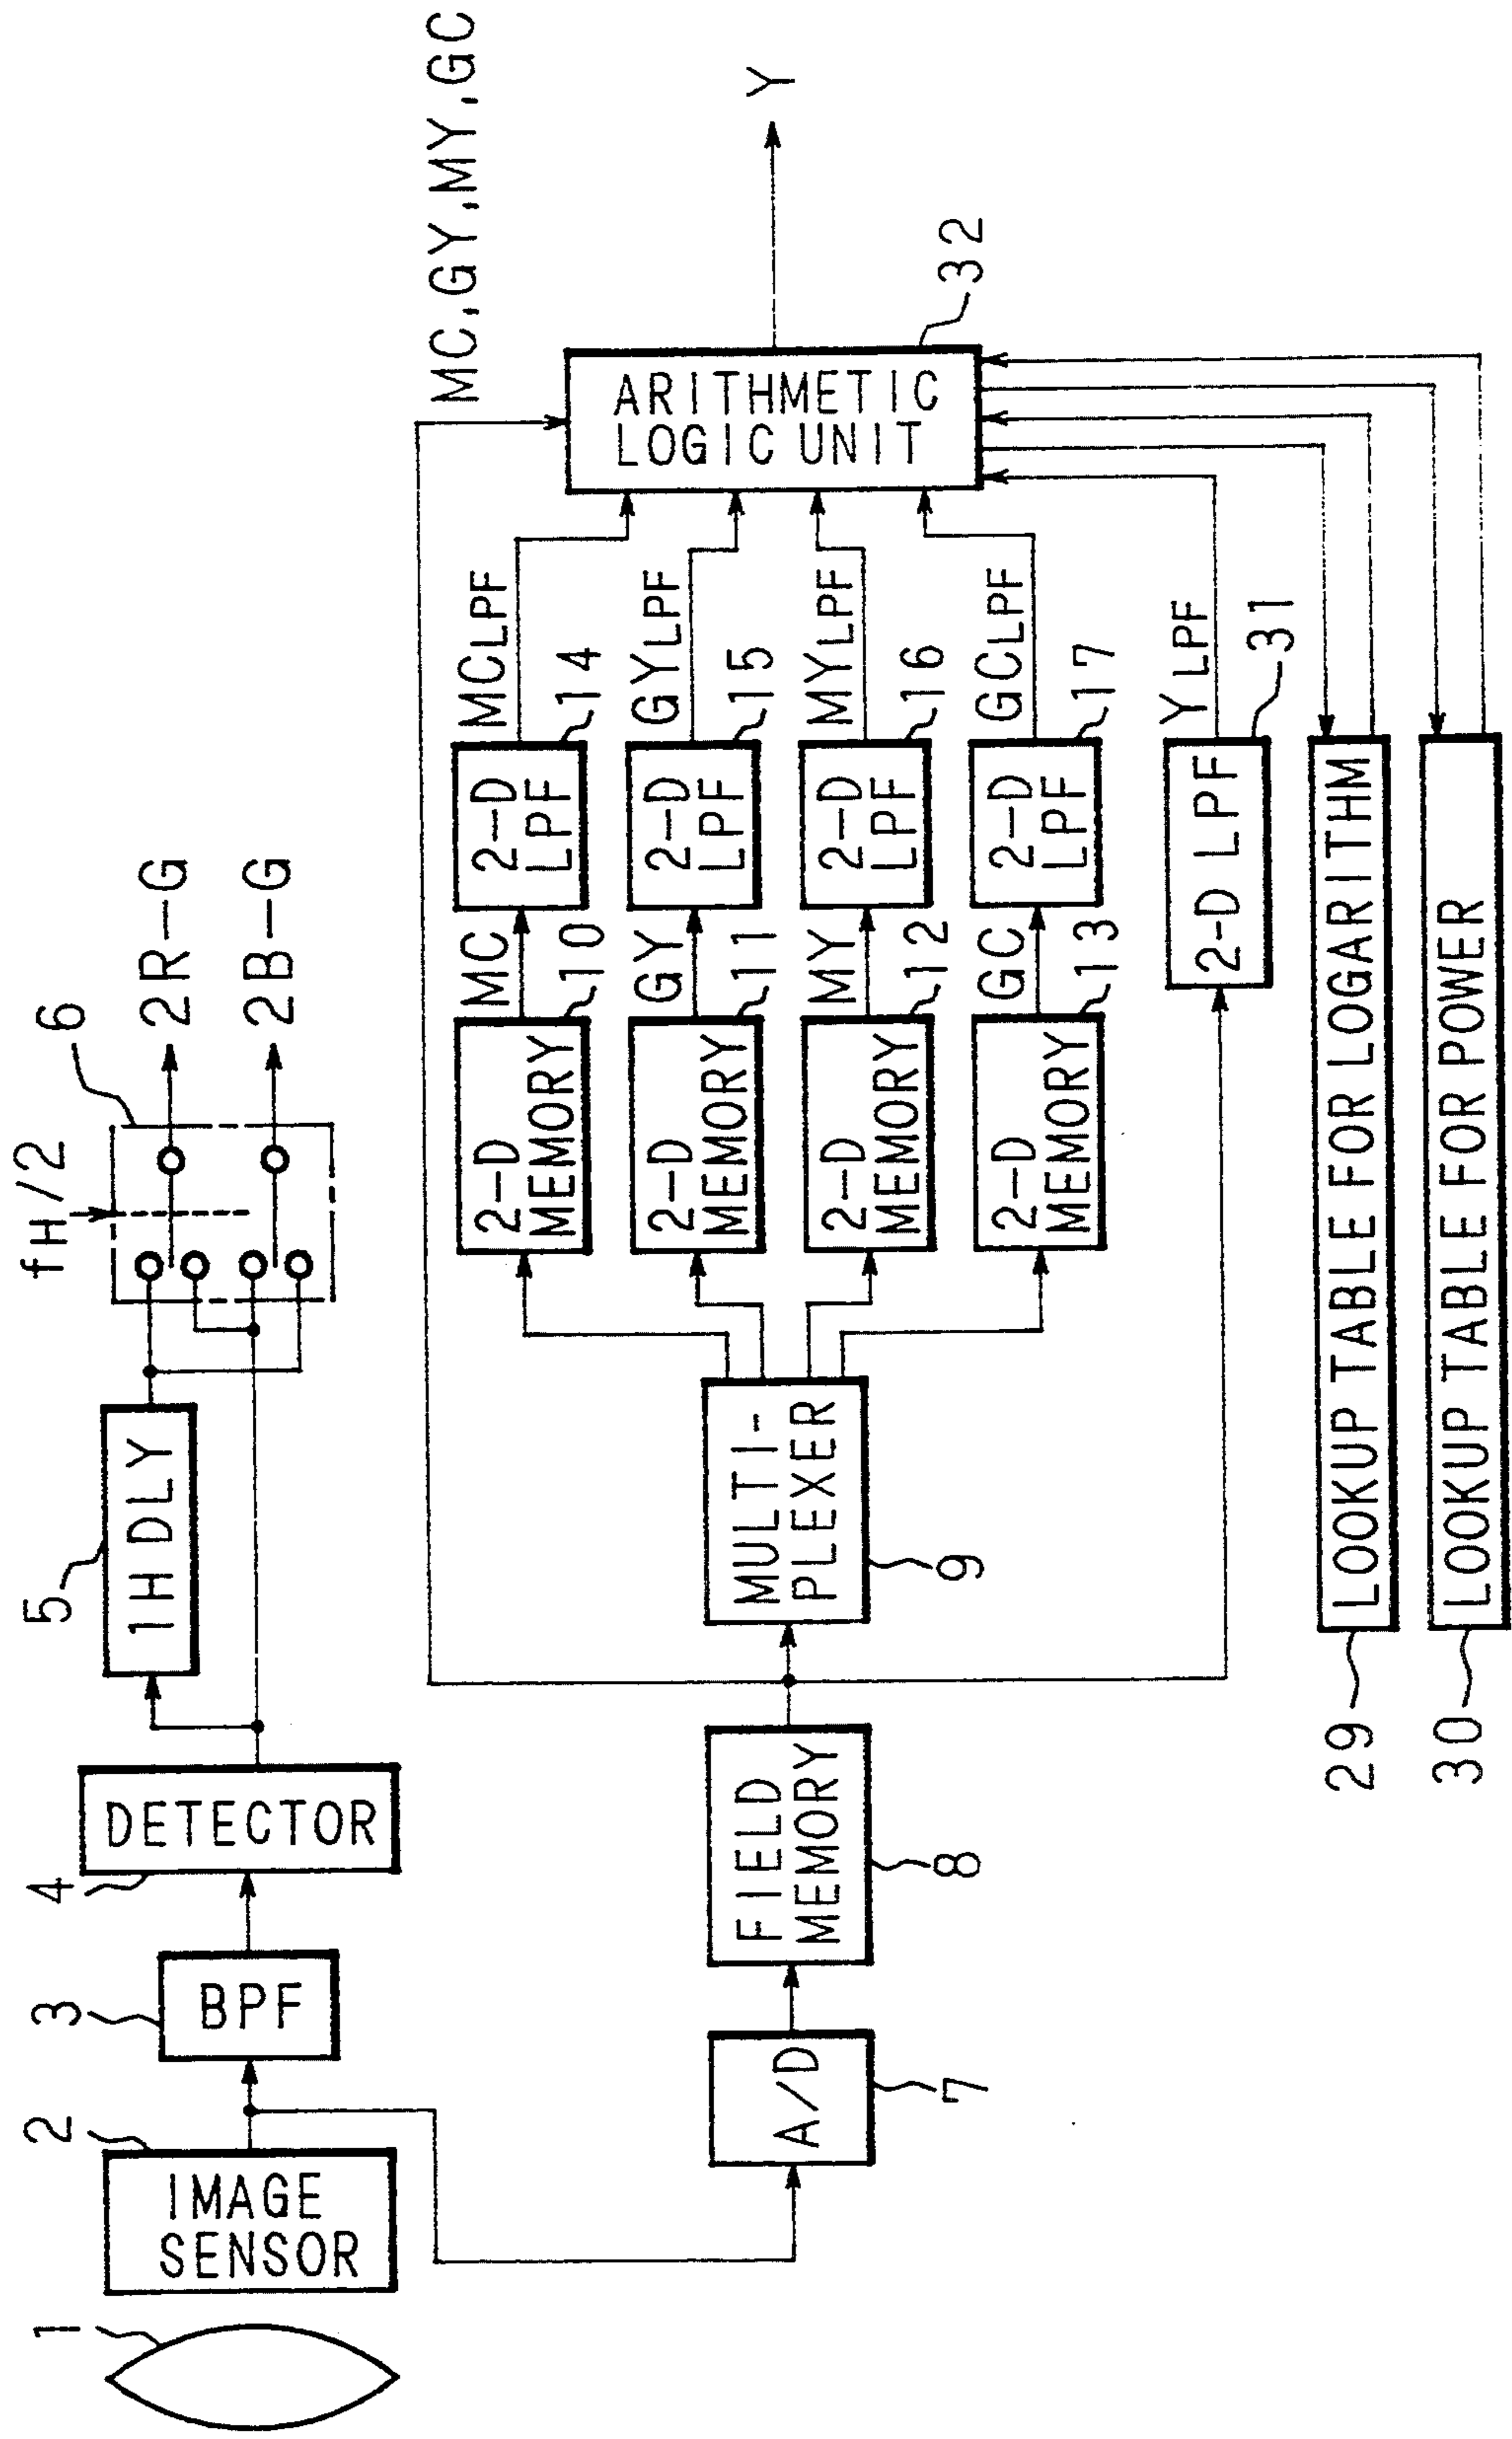 1
2
IMAGE
SENSOR
3
BPF
4
DETECTOR
5
1HDLY
fH/2
6
2R-G
2B-G
7
A/D
8
FIELD
MEMORY
9
MULTI-
PLEXER
2-D
MEMORY
10
MC
2-D
LPF
14
MCLPF
2-D
MEMORY
11
GY
2-D
LPF
15
GYLPF
2-D
MEMORY
12
MY
2-D
LPF
16
MYLPF
2-D
MEMORY
13
GC
2-D
LPF
17
GCLPF
2-D LPF
31
YLPF
MC,GY,MY,GC
ARITHMETIC
LOGIC UNIT
32
Y
29
LOOKUP TABLE FOR LOGARITHM
30
LOOKUP TABLE FOR POWER